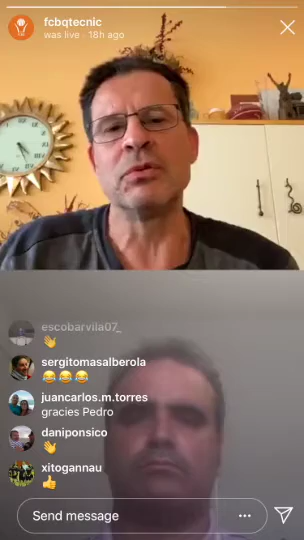 fcbqtecnic
was live · 18h ago
escobarvila07_
👋
sergitomasalberola
😂😂😂
juancarlos.m.torres
gracies Pedro
daniponsico
👋
xitogannau
👍
Send message